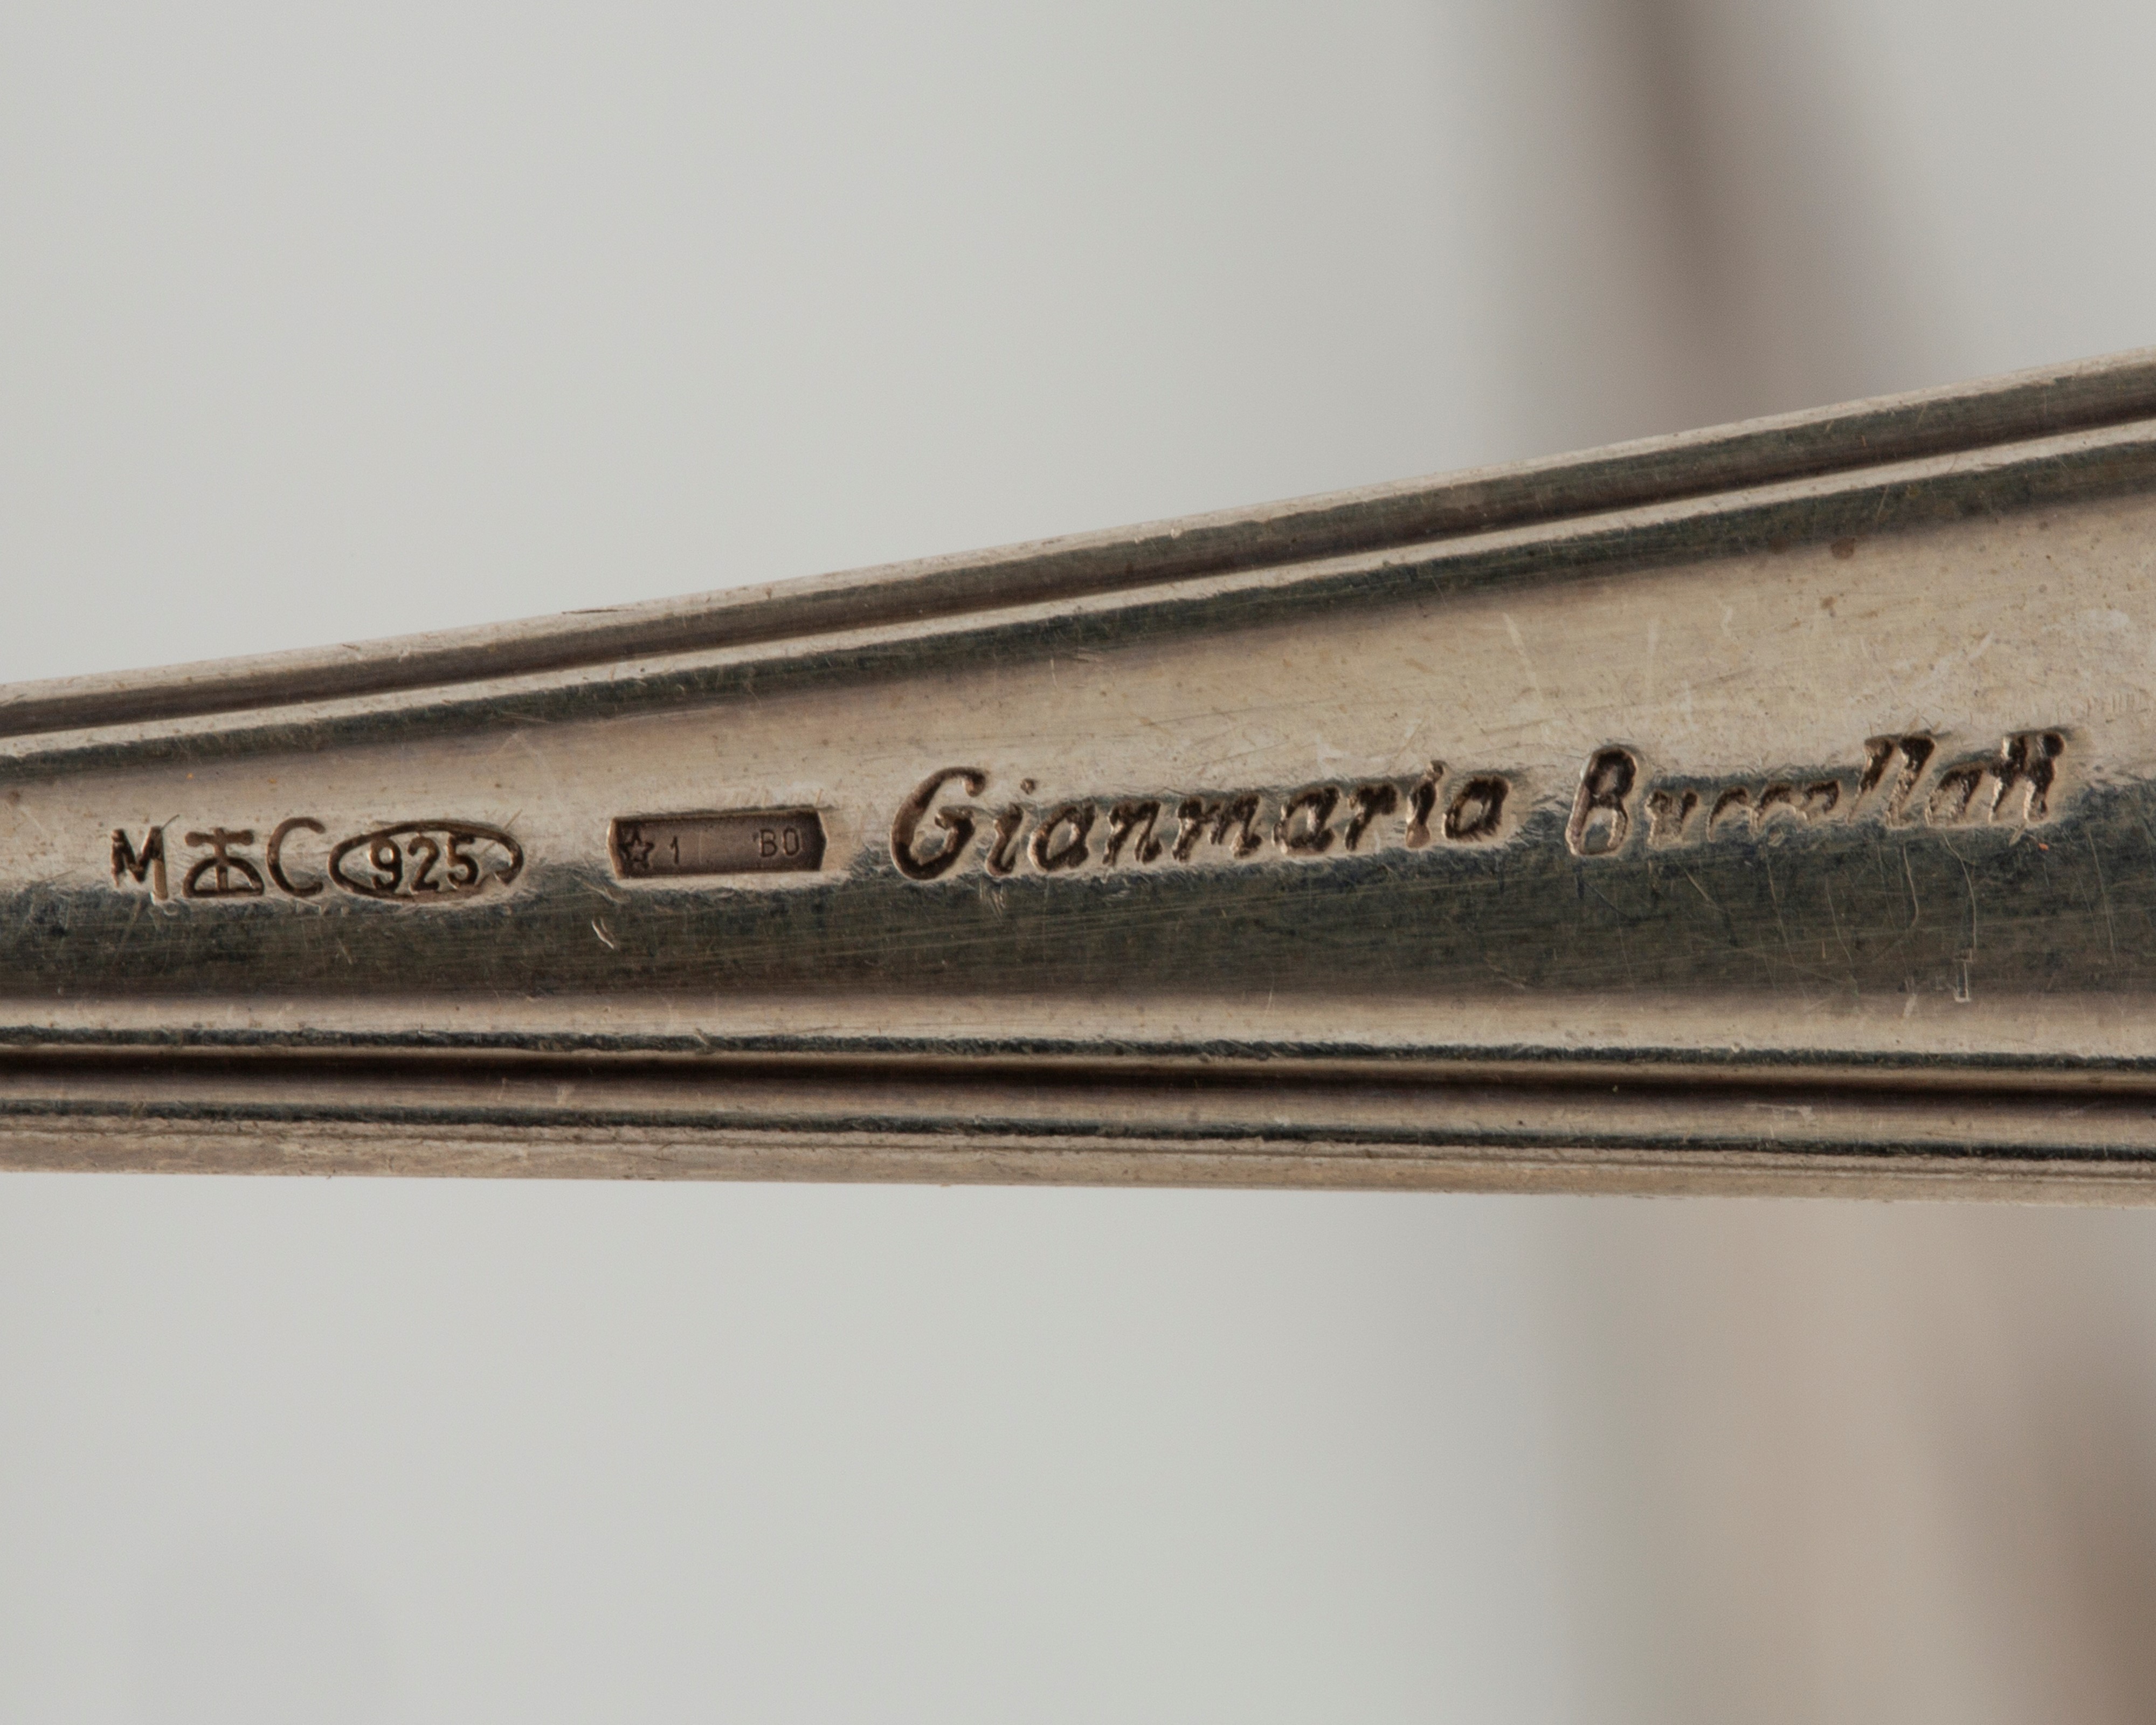 M C 925 ☆ 1 BO Gianmaria Buccellati